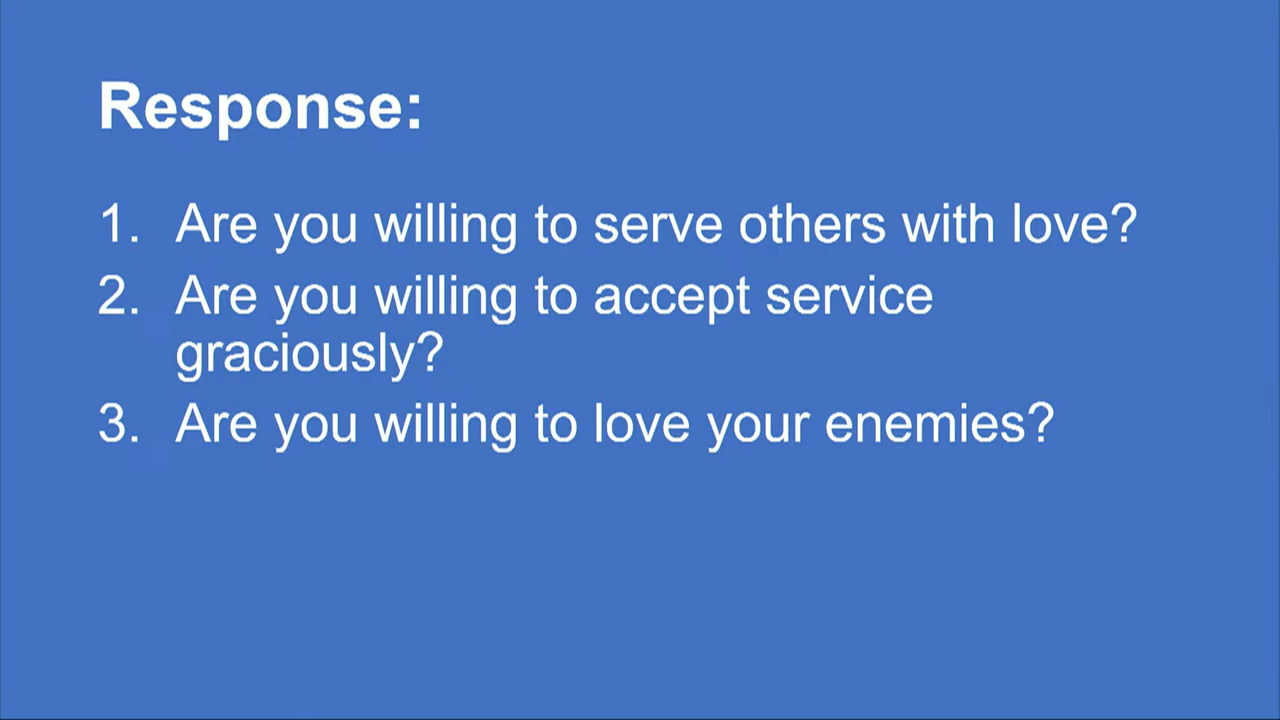 Response:
1. Are you willing to serve others with love?
2. Are you willing to accept service
graciously?
3. Are you willing to love your enemies?